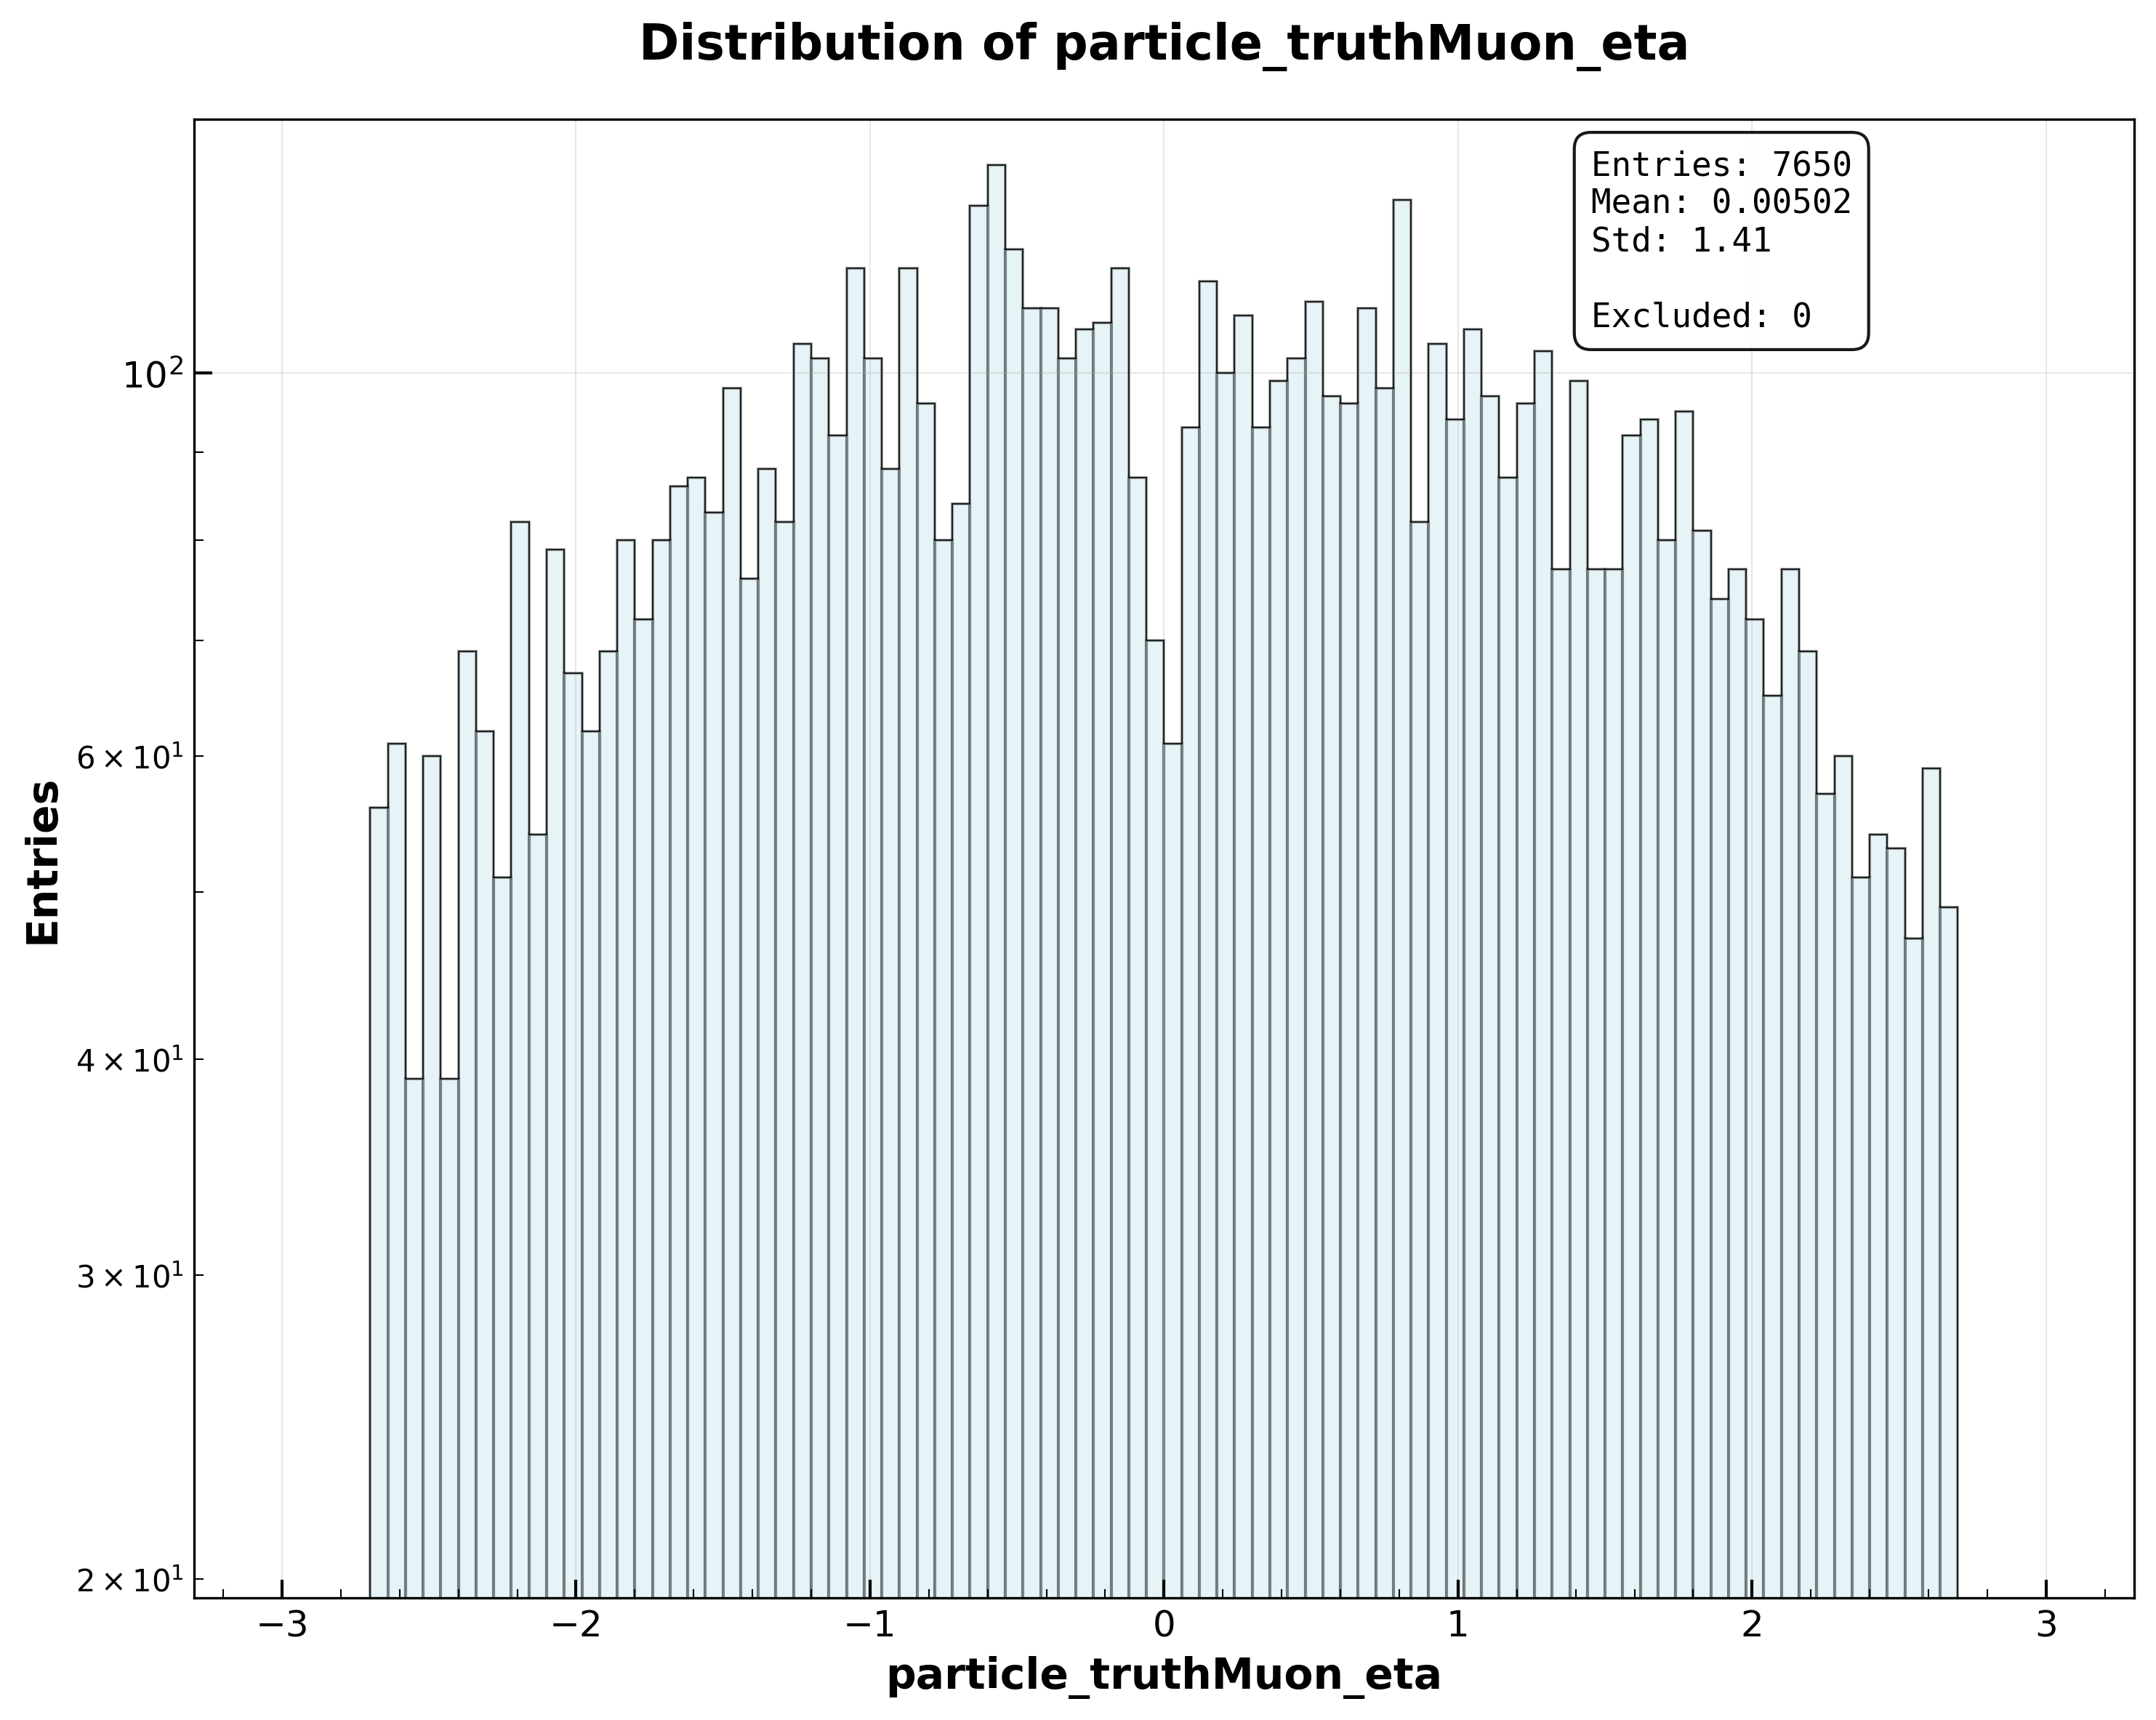 Distribution of particle_truthMuon_eta
Entries: 7650
Mean: 0.00502
Std: 1.41
Excluded: 0
10²
6 × 10¹
4 × 10¹
3 × 10¹
2 × 10¹
Entries
−3 −2 −1 0 1 2 3
particle_truthMuon_eta